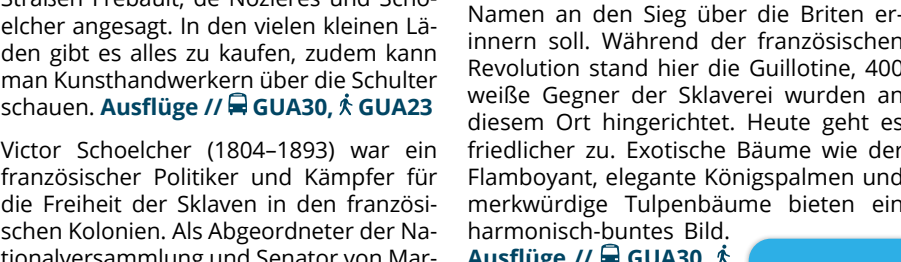 Straßen Frébault, de Nozières und Scho-
elcher angesagt. In den vielen kleinen Lä-
den gibt es alles zu kaufen, zudem kann
man Kunsthandwerkern über die Schulter
schauen. Ausflüge // GUA30, GUA23
Victor Schoelcher (1804–1893) war ein
französischer Politiker und Kämpfer für
die Freiheit der Sklaven in den französi-
schen Kolonien. Als Abgeordneter der Na-
tionalversammlung und Senator von Mar-
Namen an den Sieg über die Briten er-
innern soll. Während der französischen
Revolution stand hier die Guillotine, 400
weiße Gegner der Sklaverei wurden an
diesem Ort hingerichtet. Heute geht es
friedlicher zu. Exotische Bäume wie der
Flamboyant, elegante Königspalmen und
merkwürdige Tulpenbäume bieten ein
harmonisch-buntes Bild.
Ausflüge // GUA30,